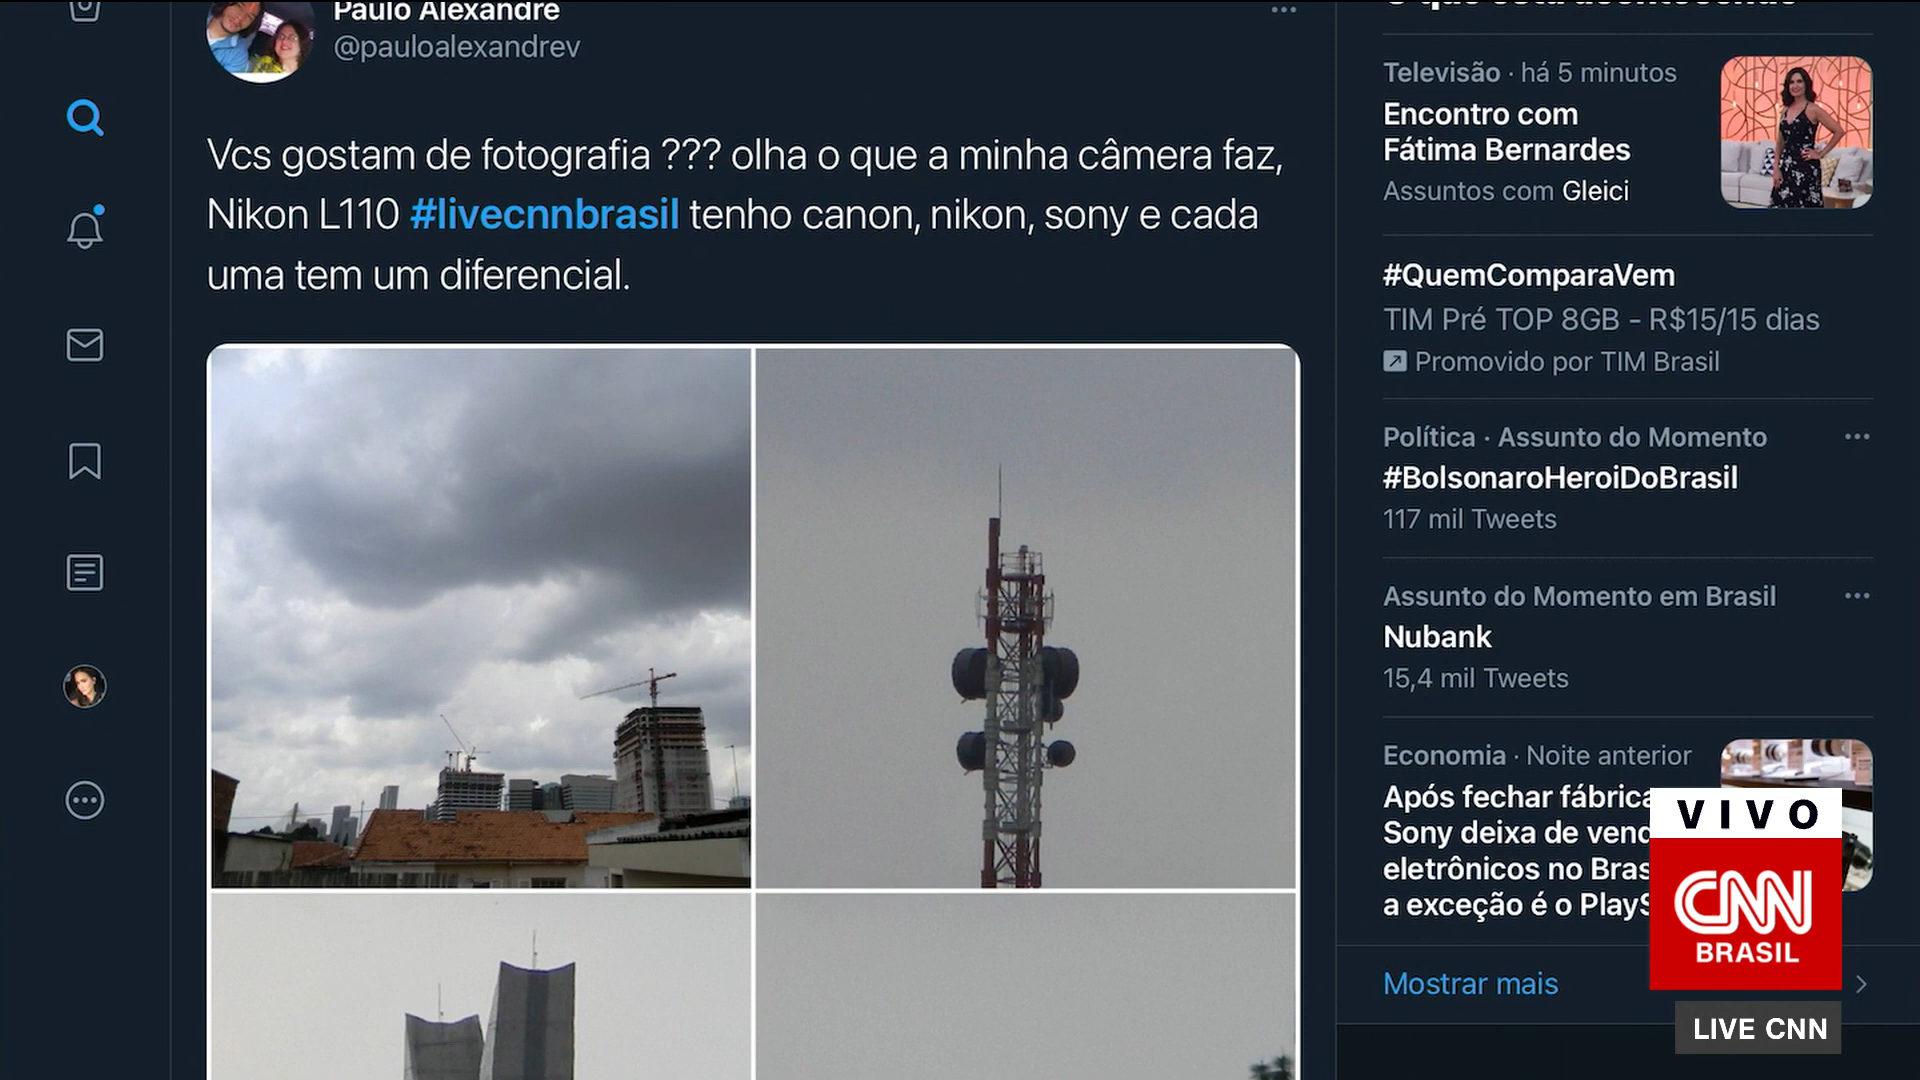 Paulo Alexandre
@pauloalexandrev
Vcs gostam de fotografia ??? olha o que a minha câmera faz,
Nikon L110 #livecnnbrasil tenho canon, nikon, sony e cada
uma tem um diferencial.
O que está acontecendo
Televisão · há 5 minutos
Encontro com
Fátima Bernardes
Assuntos com Gleici
#QuemComparaVem
TIM Pré TOP 8GB - R$15/15 dias
Promovido por TIM Brasil
Política · Assunto do Momento
#BolsonaroHeroiDoBrasil
117 mil Tweets
Assunto do Momento em Brasil
Nubank
15,4 mil Tweets
Economia · Noite anterior
Após fechar fábrica
Sony deixa de vend
eletrônicos no Bras
a exceção é o PlayS
Mostrar mais
VIVO
CNN
BRASIL
LIVE CNN